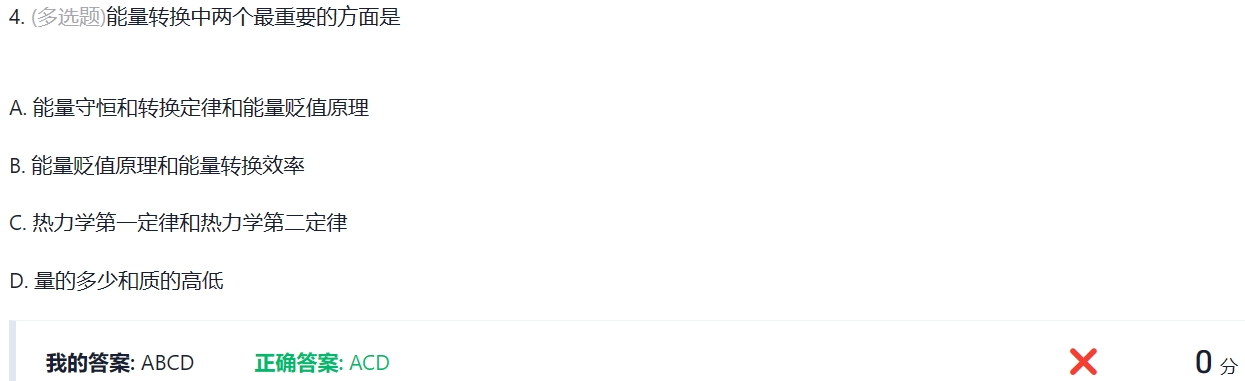 4. (多选题)能量转换中两个最重要的方面是
A. 能量守恒和转换定律和能量贬值原理
B. 能量贬值原理和能量转换效率
C. 热力学第一定律和热力学第二定律
D. 量的多少和质的高低
我的答案: ABCD 正确答案: ACD 0 分